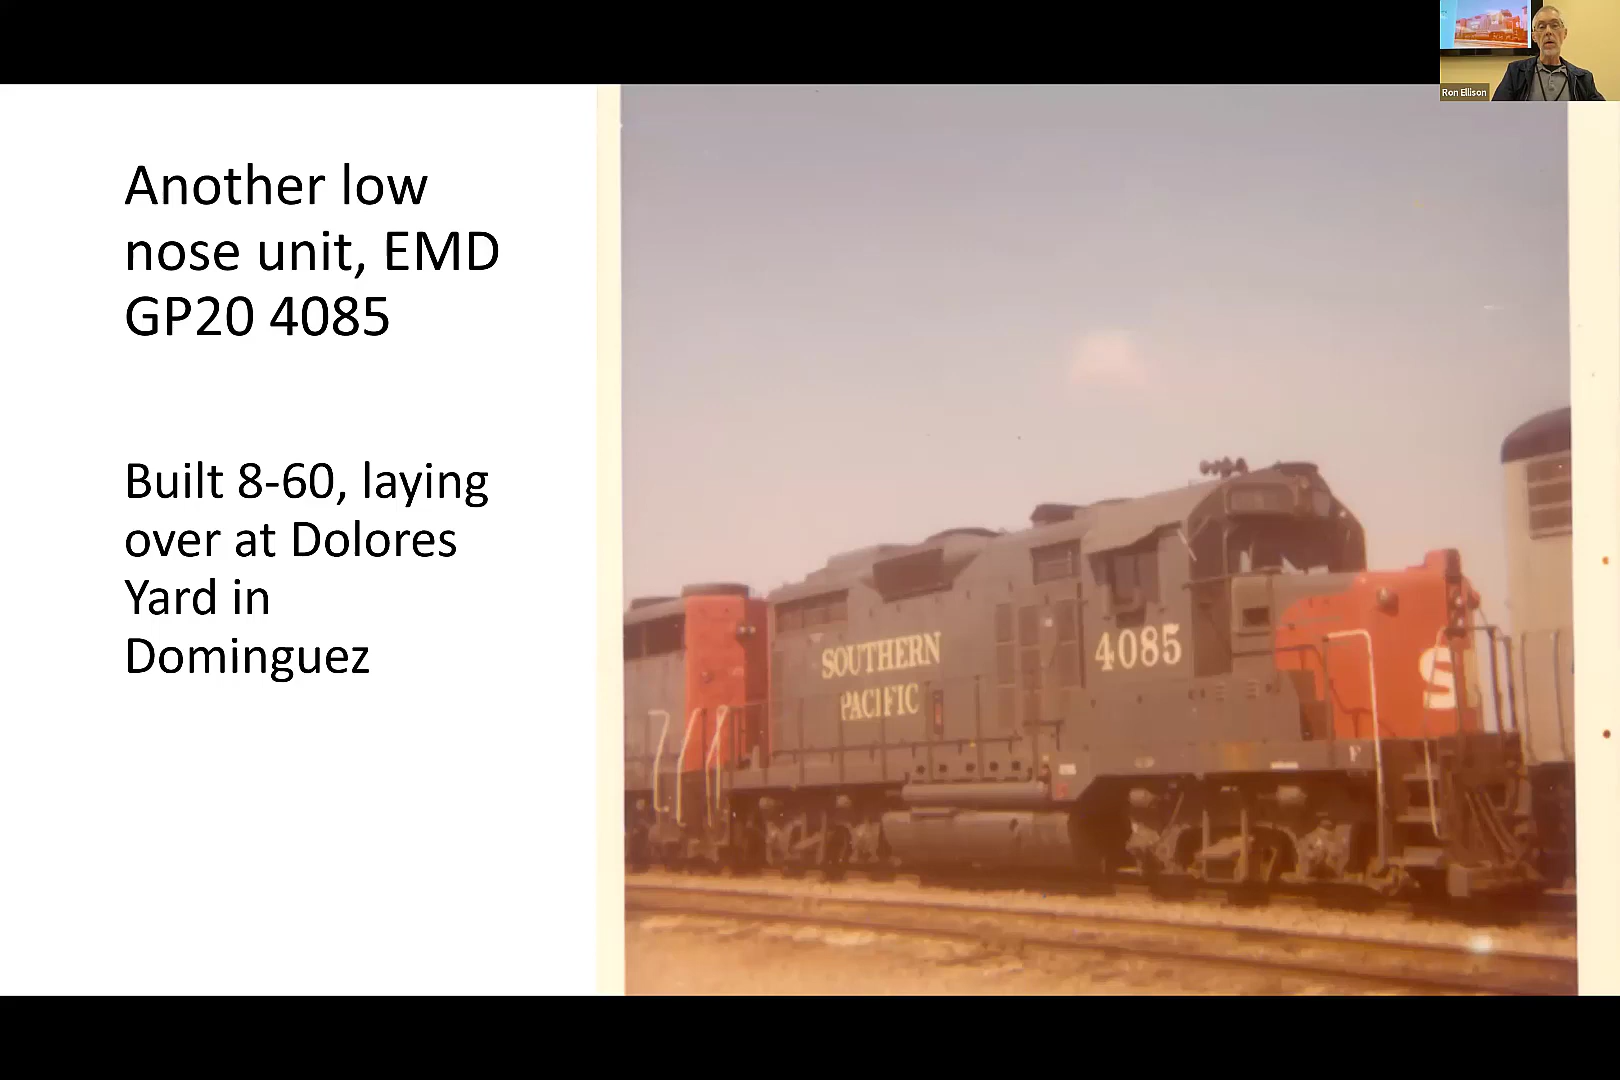 Another low
nose unit, EMD
GP20 4085
Built 8-60, laying
over at Dolores
Yard in
Dominguez
SOUTHERN
PACIFIC
4085
S
F
Ron Ellison